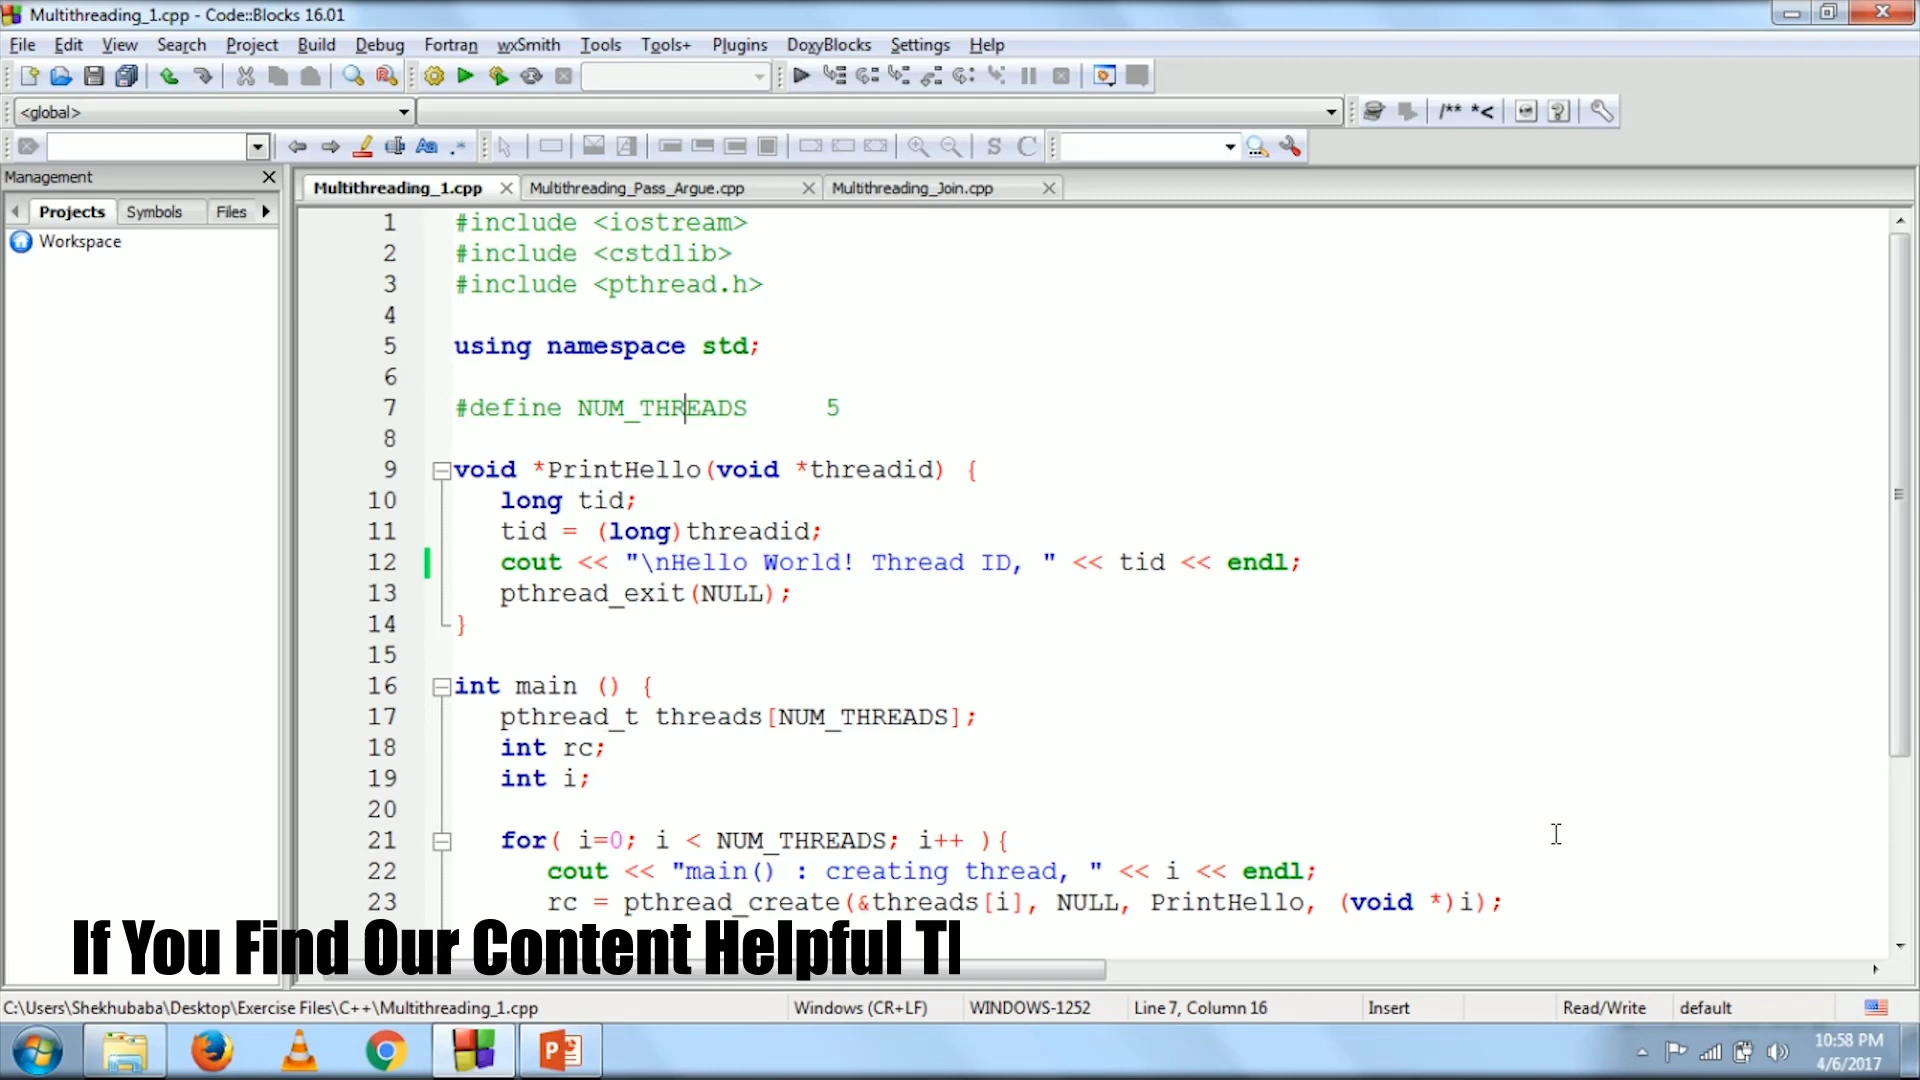 Multithreading_1.cpp - Code::Blocks 16.01
File Edit View Search Project Build Debug Fortran wxSmith Tools Tools+ Plugins DoxyBlocks Settings Help
<global>
/** *<
S C
Management
Projects Symbols Files
Workspace
Multithreading_1.cpp Multithreading_Pass_Argue.cpp Multithreading_Join.cpp
1 #include <iostream>
2 #include <cstdlib>
3 #include <pthread.h>
4
5 using namespace std;
6
7 #define NUM_THREADS 5
8
9 void *PrintHello(void *threadid) {
10 long tid;
11 tid = (long)threadid;
12 cout << "\nHello World! Thread ID, " << tid << endl;
13 pthread_exit(NULL);
14 }
15
16 int main () {
17 pthread_t threads[NUM_THREADS];
18 int rc;
19 int i;
20
21 for( i=0; i < NUM_THREADS; i++ ){
22 cout << "main() : creating thread, " << i << endl;
23 rc = pthread_create(&threads[i], NULL, PrintHello, (void *)i);
If You Find Our Content Helpful Tl
C:\Users\Shekhubaba\Desktop\Exercise Files\C++\Multithreading_1.cpp Windows (CR+LF) WINDOWS-1252 Line 7, Column 16 Insert Read/Write default
10:58 PM
4/6/2017